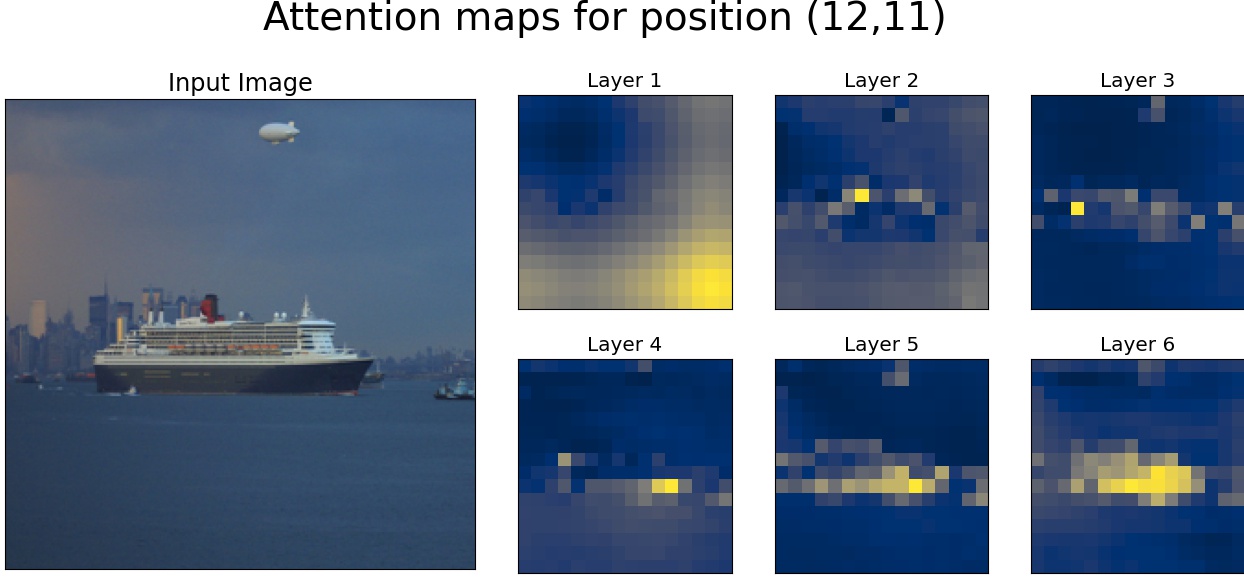 Attention maps for position (12,11)
Input Image
Layer 1
Layer 2
Layer 3
Layer 4
Layer 5
Layer 6